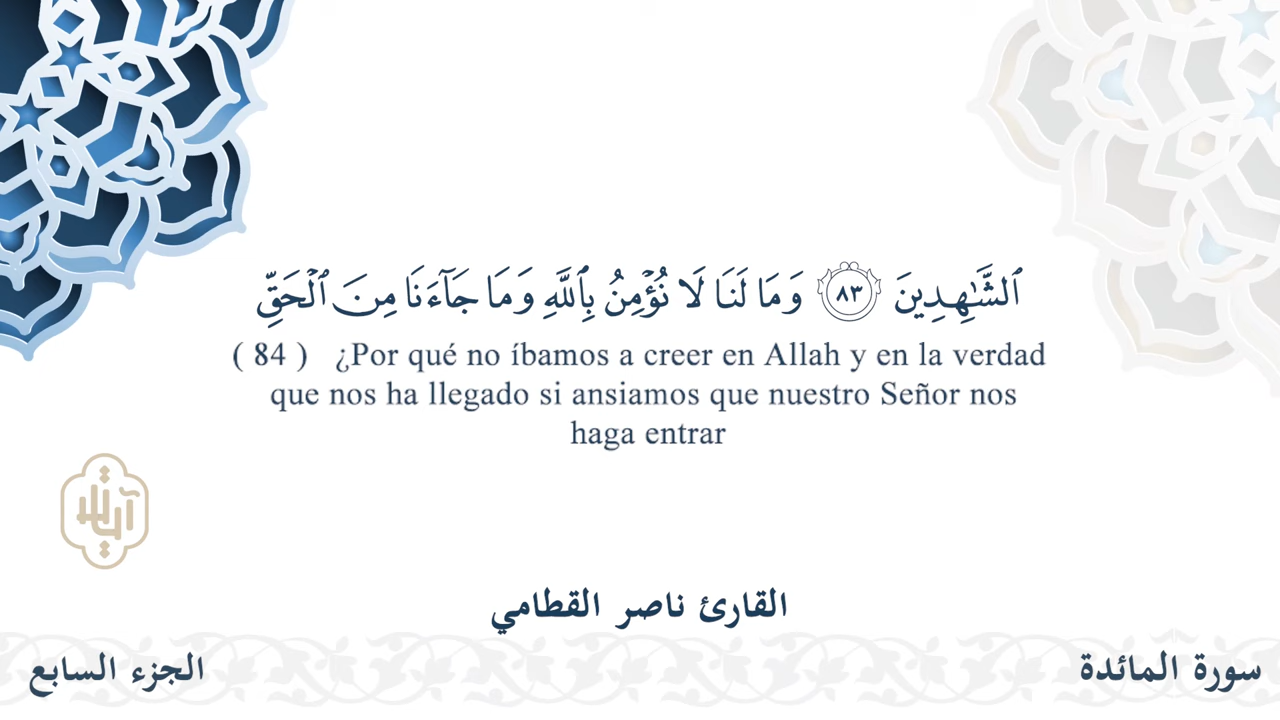 ٱلشَّـٰهِدِينَ ٨٣ وَمَا لَنَا لَا نُؤْمِنُ بِٱللَّهِ وَمَا جَآءَنَا مِنَ ٱلْحَقِّ
( 84 ) ¿Por qué no íbamos a creer en Allah y en la verdad
que nos ha llegado si ansiamos que nuestro Señor nos
haga entrar
القارئ ناصر القطامي
سورة المائدة
الجزء السابع